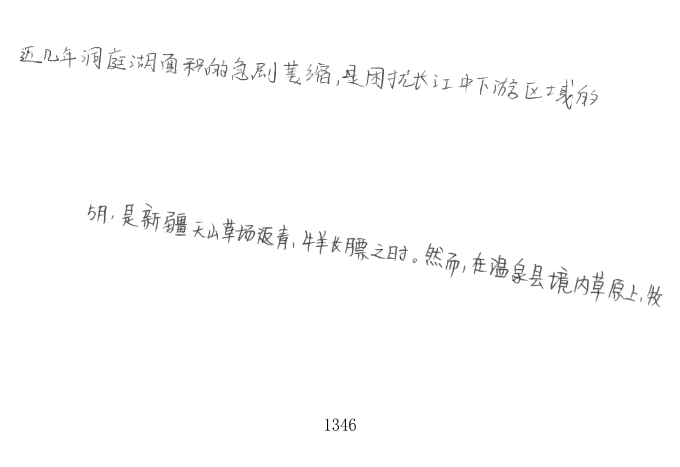 近几年洞庭湖面积的急剧萎缩,是困扰长江中下游区域的
5月,是新疆天山草场返青、牛羊长膘之时。然而,在温泉县境内草原上,牧
1346